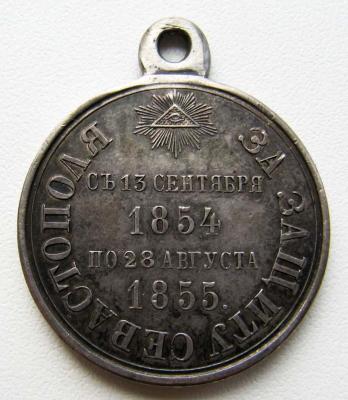 ЗА ЗАЩИТУ СЕВАСТОПОЛЯ
СЪ 13 СЕНТЯБРЯ
1854
ПО 28 АВГУСТА
1855.